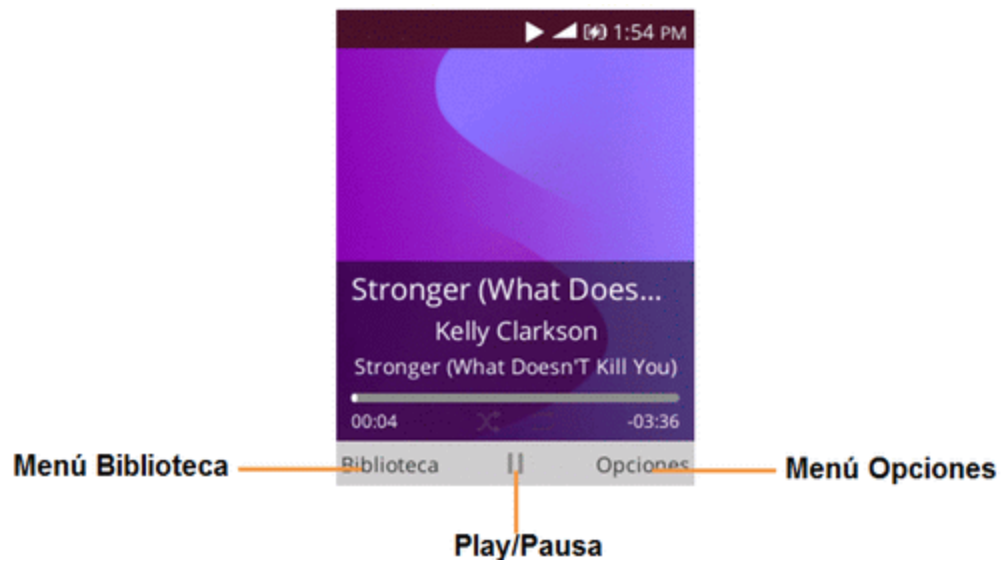 1:54 PM
Stronger (What Does...
Kelly Clarkson
Stronger (What Doesn'T Kill You)
00:04 -03:36
Menú Biblioteca Biblioteca Opciones Menú Opciones
Play/Pausa